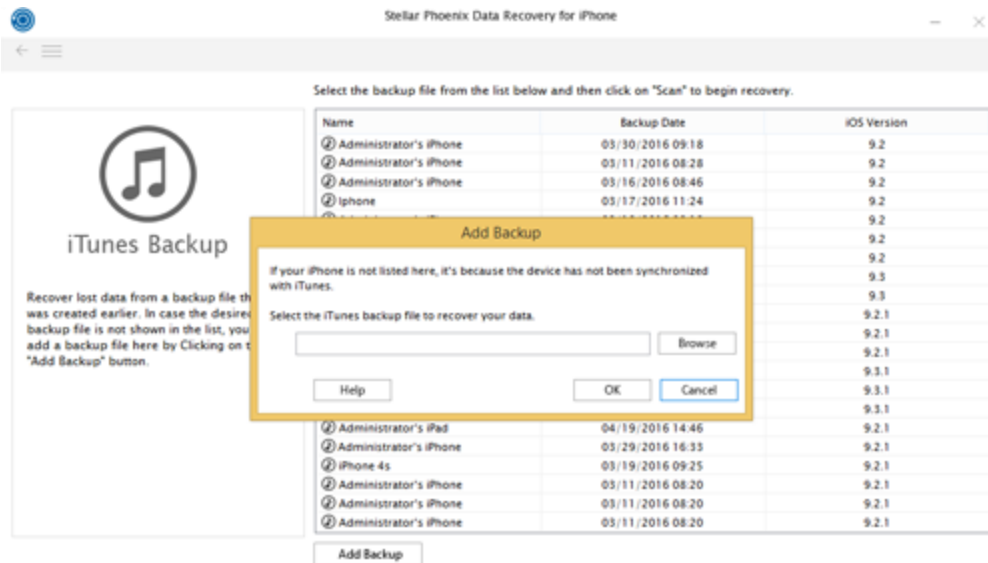 Stellar Phoenix Data Recovery for iPhone
Select the backup file from the list below and then click on "Scan" to begin recovery.
Name Backup Date iOS Version
Administrator's iPhone 03/30/2016 09:18 9.2
Administrator's iPhone 03/11/2016 08:28 9.2
Administrator's iPhone 03/16/2016 08:46 9.2
Iphone 03/17/2016 11:24 9.2
9.2
9.2
9.2
9.3
9.3
9.2.1
9.2.1
9.2.1
9.3.1
9.3.1
9.3.1
Administrator's iPad 04/19/2016 14:46 9.2.1
Administrator's iPhone 03/29/2016 16:33 9.2.1
iPhone 4s 03/19/2016 09:25 9.2.1
Administrator's iPhone 03/11/2016 08:20 9.2.1
Administrator's iPhone 03/11/2016 08:20 9.2.1
Administrator's iPhone 03/11/2016 08:20 9.2.1
Add Backup
iTunes Backup
Recover lost data from a backup file th
was created earlier. In case the desire
backup file is not shown in the list, you
add a backup file here by Clicking on t
"Add Backup" button.
Add Backup
If your iPhone is not listed here, it's because the device has not been synchronized
with iTunes.
Select the iTunes backup file to recover your data.
Browse
Help OK Cancel